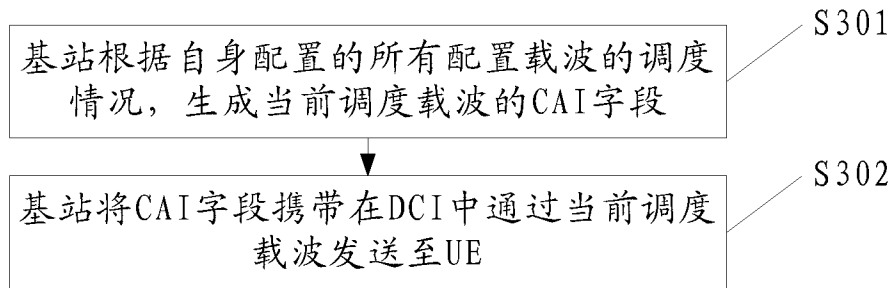 S301
基站根据自身配置的所有配置载波的调度
情况，生成当前调度载波的CAI字段
S302
基站将CAI字段携带在DCI中通过当前调度
载波发送至UE